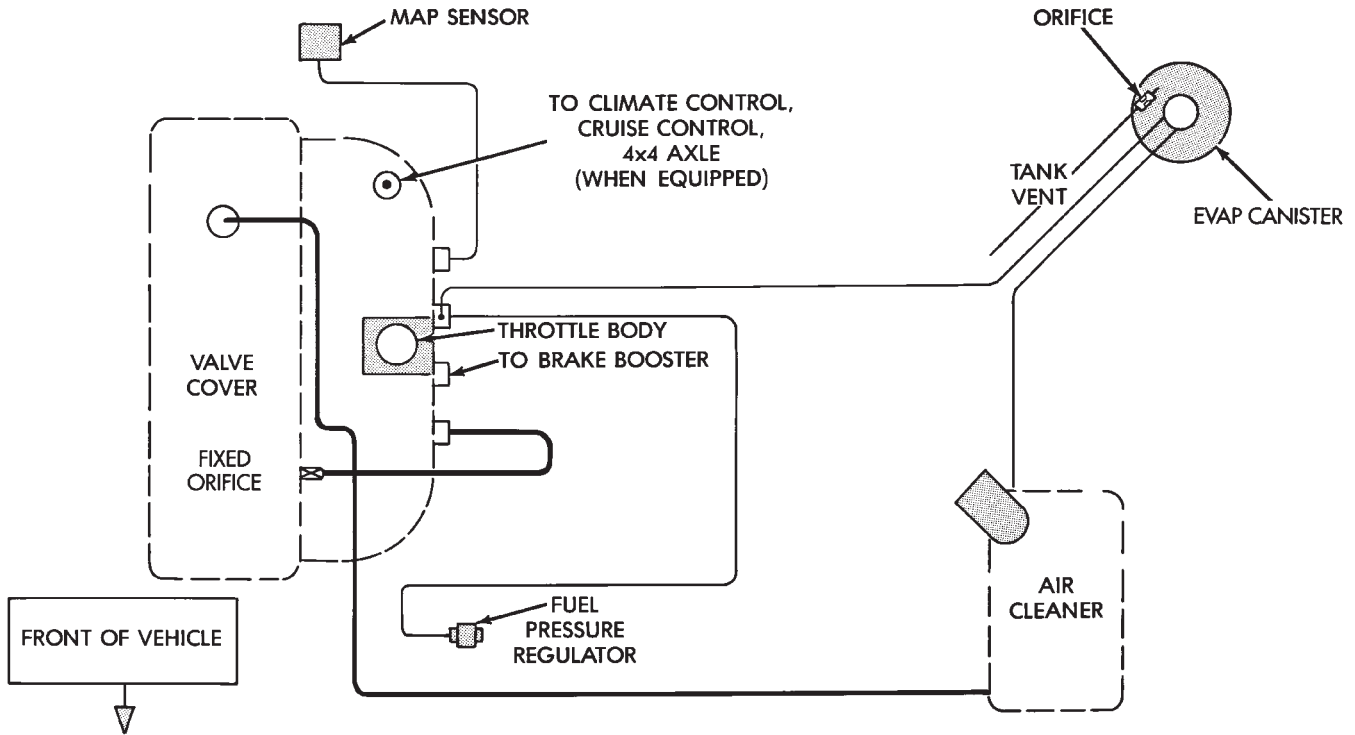 MAP SENSOR
ORIFICE
TO CLIMATE CONTROL,
CRUISE CONTROL,
4x4 AXLE
(WHEN EQUIPPED)
TANK
VENT
EVAP CANISTER
THROTTLE BODY
TO BRAKE BOOSTER
VALVE
COVER
FIXED
ORIFICE
AIR
CLEANER
FUEL
PRESSURE
REGULATOR
FRONT OF VEHICLE